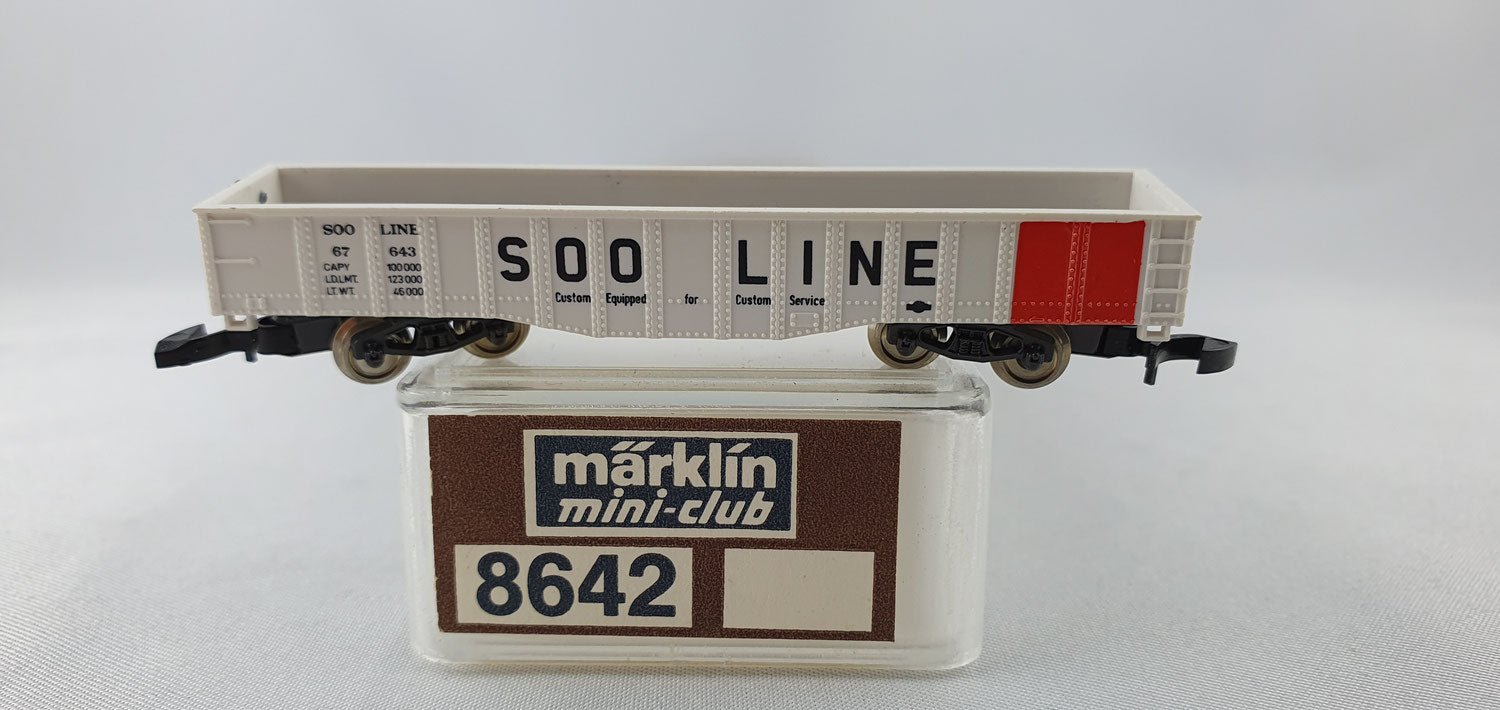 SOO LINE
67 643
CAPY 100000
LD.LMT. 123000
LT.WT. 46000
SOO LINE
Custom Equipped for Custom Service
märklin
mini-club
8642